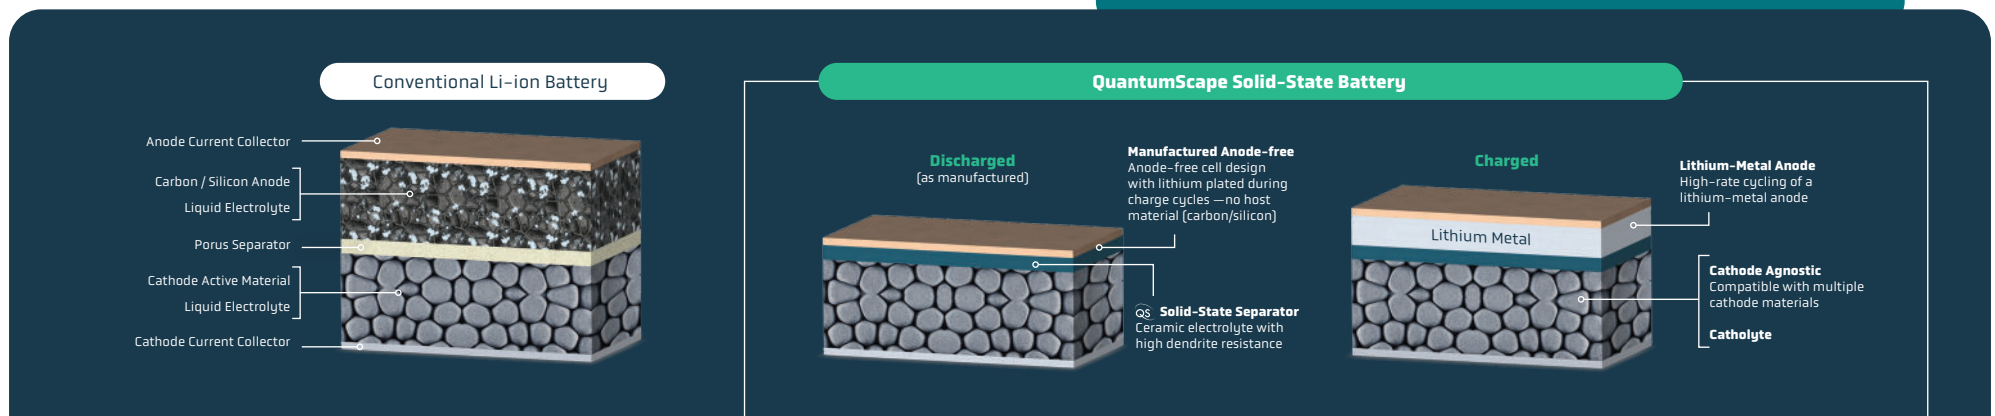 Conventional Li-ion Battery
Anode Current Collector
Carbon / Silicon Anode
Liquid Electrolyte
Porus Separator
Cathode Active Material
Liquid Electrolyte
Cathode Current Collector
QuantumScape Solid-State Battery
Discharged
(as manufactured)
Manufactured Anode-free
Anode-free cell design
with lithium plated during
charge cycles —no host
material (carbon/silicon)
QS Solid-State Separator
Ceramic electrolyte with
high dendrite resistance
Charged
Lithium Metal
Lithium-Metal Anode
High-rate cycling of a
lithium-metal anode
Cathode Agnostic
Compatible with multiple
cathode materials
Catholyte